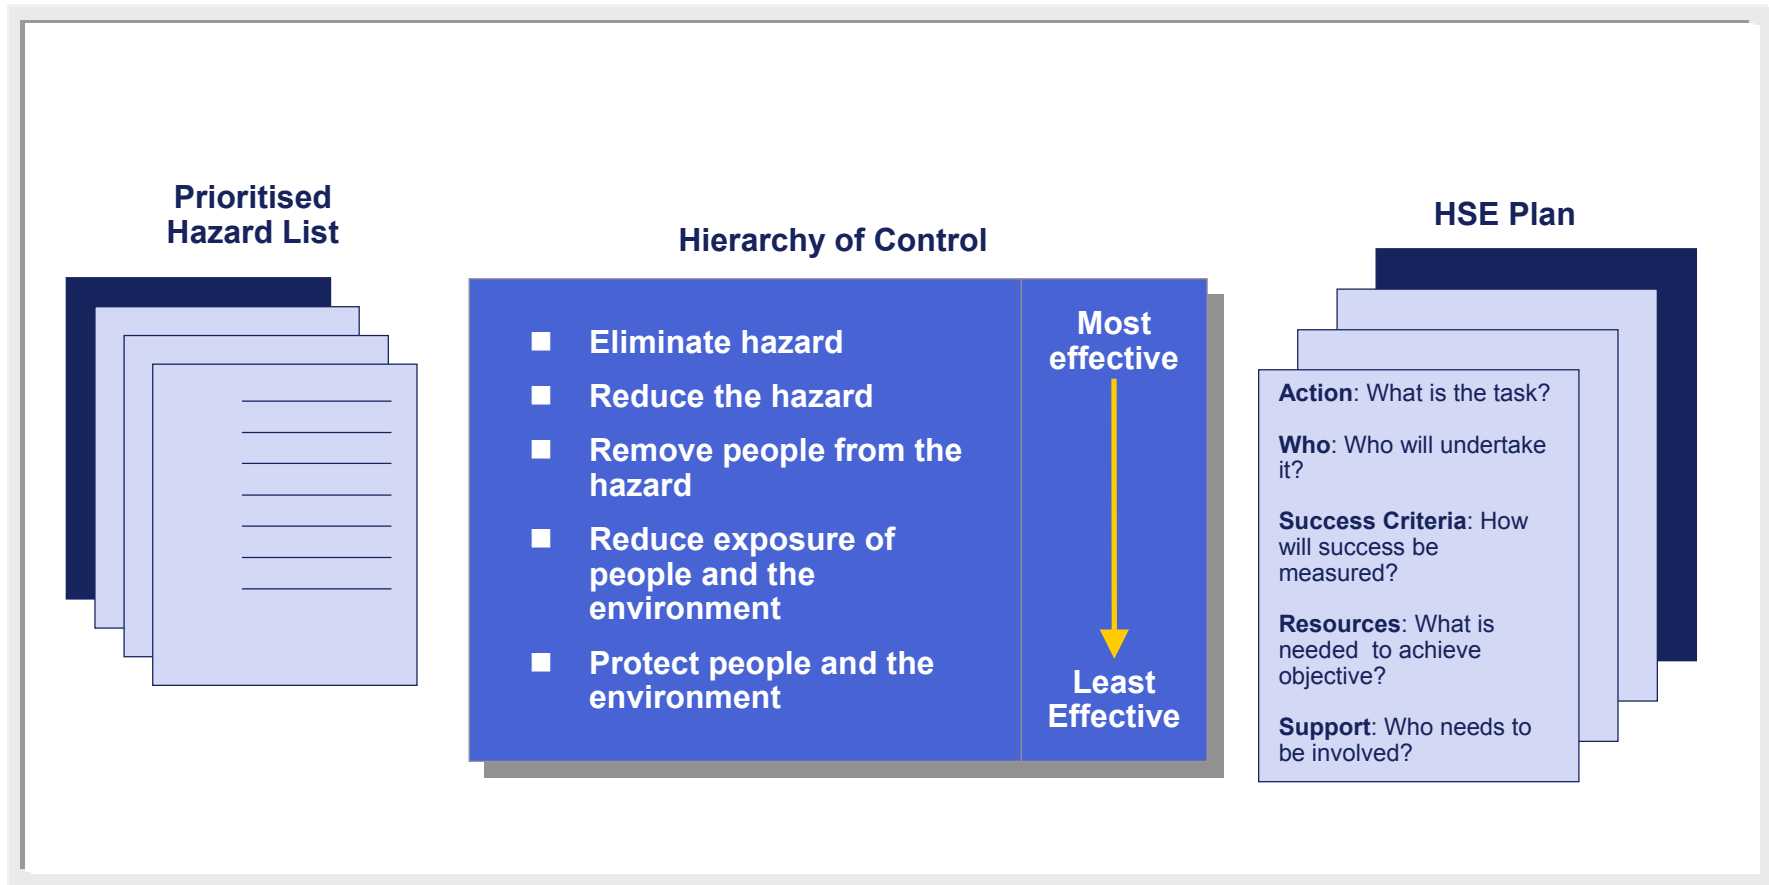 Prioritised
Hazard List
Hierarchy of Control
Eliminate hazard
Reduce the hazard
Remove people from the
hazard
Reduce exposure of
people and the
environment
Protect people and the
environment
Most
effective
Least
Effective
HSE Plan
Action: What is the task?
Who: Who will undertake
it?
Success Criteria: How
will success be
measured?
Resources: What is
needed  to achieve
objective?
Support: Who needs to
be involved?